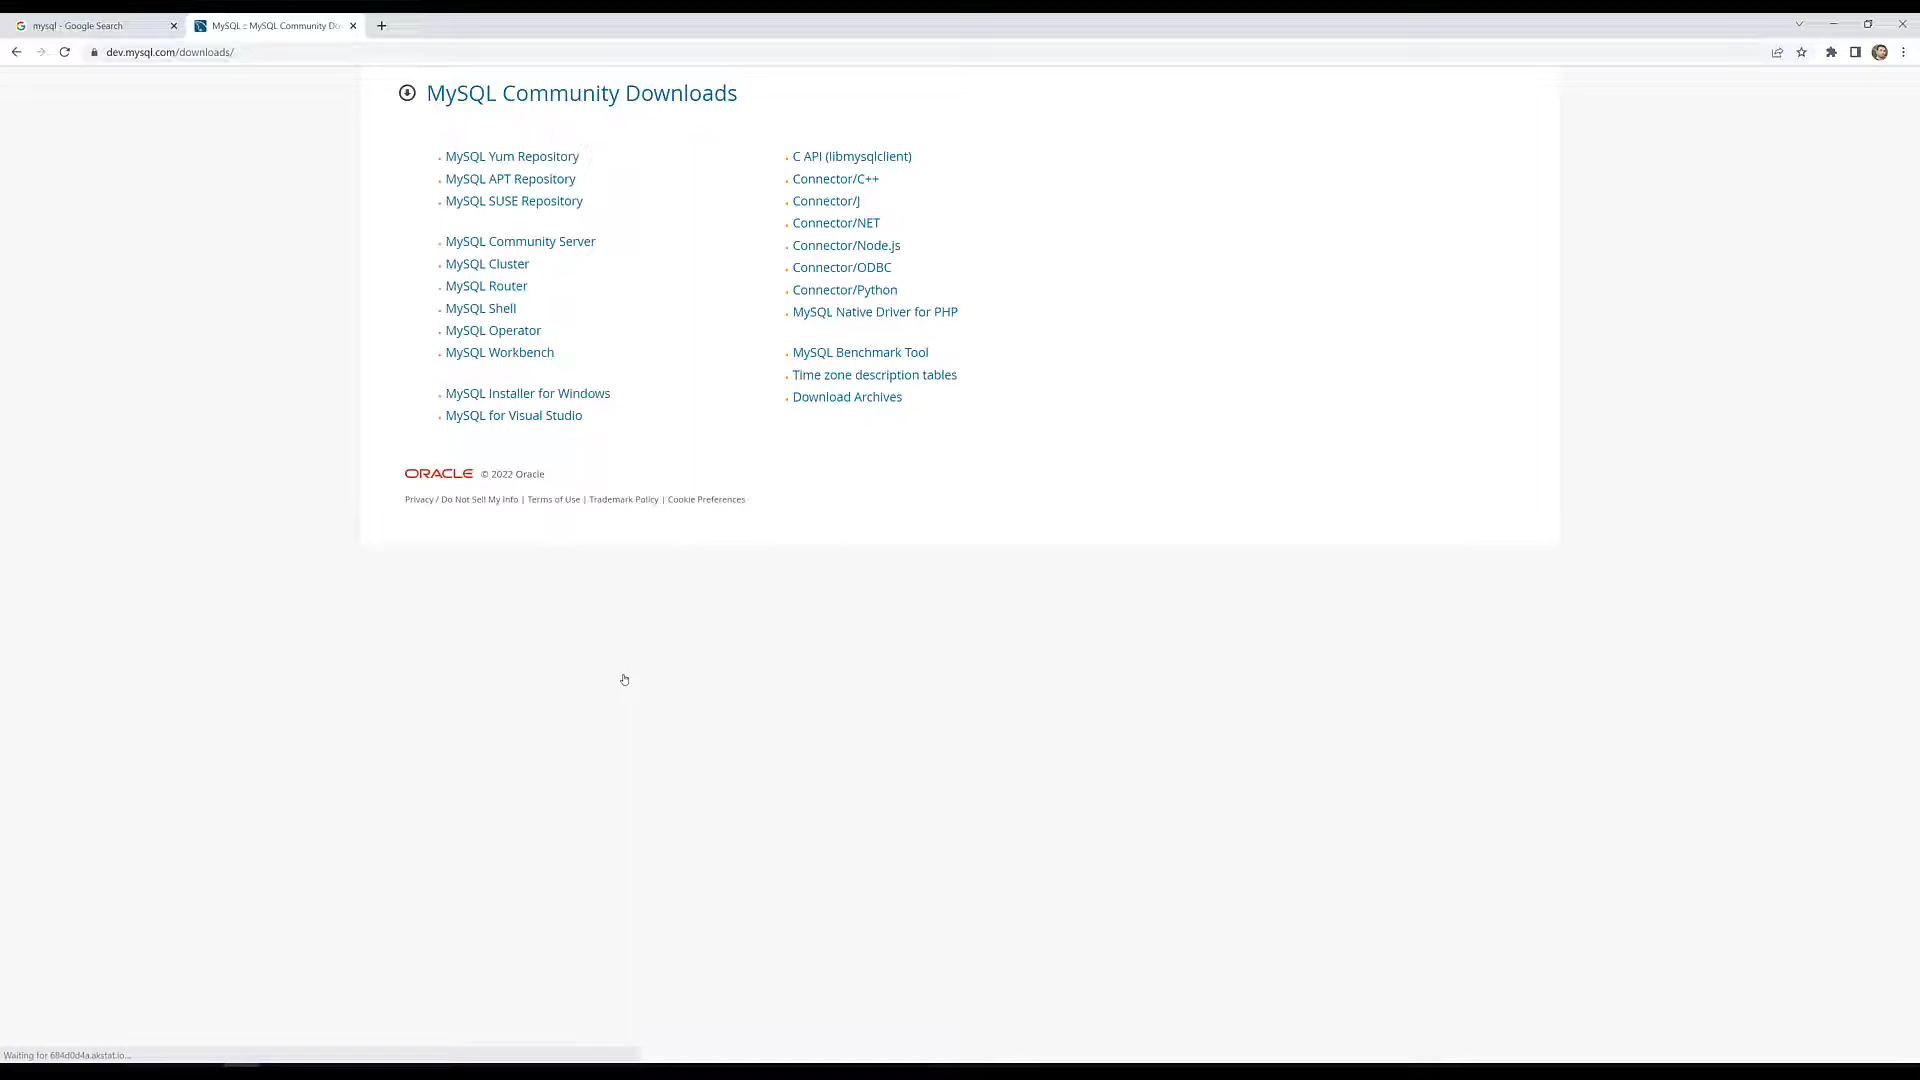 mysql - Google Search
MySQL :: MySQL Community Do
dev.mysql.com/downloads/
MySQL Community Downloads
MySQL Yum Repository
MySQL APT Repository
MySQL SUSE Repository
MySQL Community Server
MySQL Cluster
MySQL Router
MySQL Shell
MySQL Operator
MySQL Workbench
MySQL Installer for Windows
MySQL for Visual Studio
C API (libmysqlclient)
Connector/C++
Connector/J
Connector/NET
Connector/Node.js
Connector/ODBC
Connector/Python
MySQL Native Driver for PHP
MySQL Benchmark Tool
Time zone description tables
Download Archives
ORACLE © 2022 Oracle
Privacy / Do Not Sell My Info | Terms of Use | Trademark Policy | Cookie Preferences
Waiting for 684d0d4a.akstat.io...